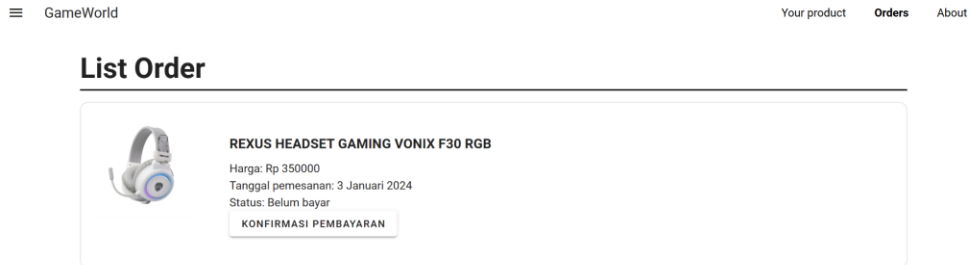 GameWorld
Your product
Orders
About
List Order
REXUS HEADSET GAMING VONIX F30 RGB
Harga: Rp 350000
Tanggal pemesanan: 3 Januari 2024
Status: Belum bayar
KONFIRMASI PEMBAYARAN